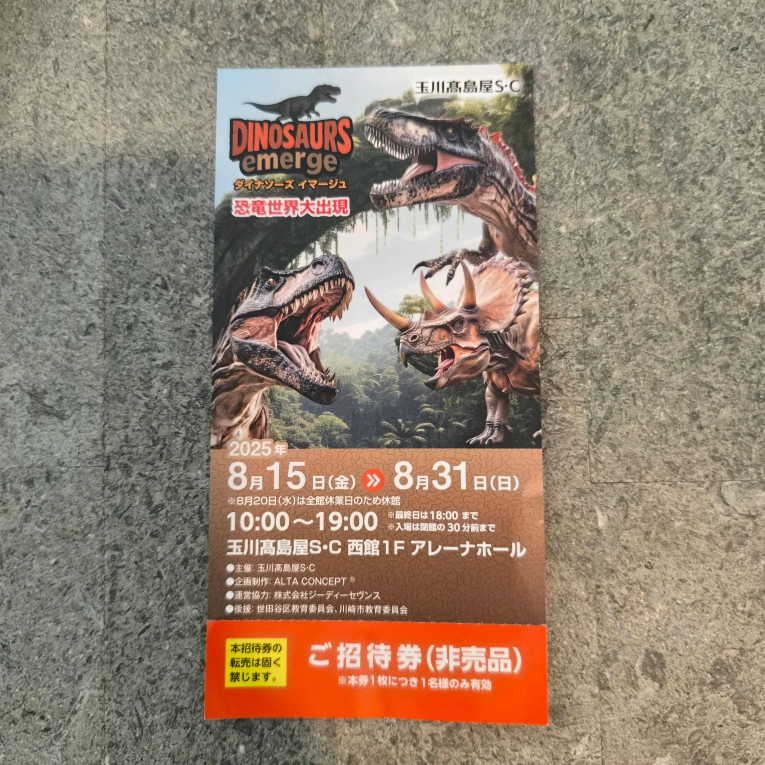 玉川髙島屋S・C
DINOSAURS
emerge
ダイナソーズ イマージュ
恐竜世界大出現
2025年
8月15日(金) 8月31日(日)
※8月20日(水)は全館休業日のため休館
10:00〜19:00 ※最終日は18:00まで
※入場は閉館の30分前まで
玉川髙島屋S・C 西館1F アレーナホール
●主催: 玉川髙島屋S・C
●企画制作: ALTA CONCEPT ®
●運営協力: 株式会社ジーディーセヴンス
●後援: 世田谷区教育委員会、川崎市教育委員会
本招待券の
転売は固く
禁じます。
ご招待券(非売品)
※本券1枚につき1名様のみ有効